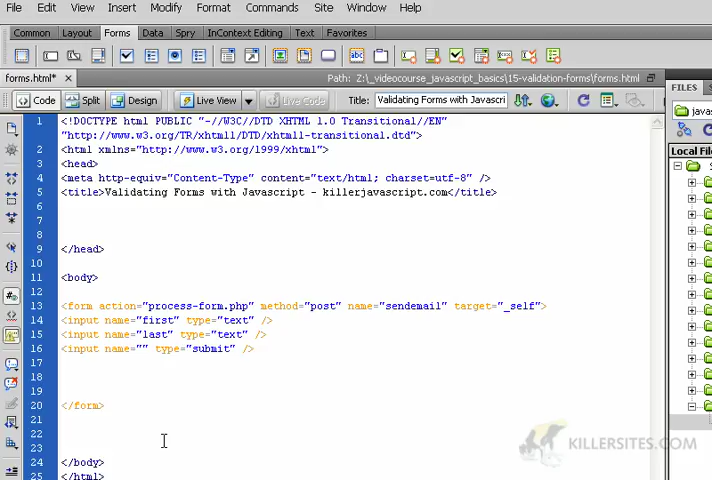 File Edit View Insert Modify Format Commands Site Window Help
Common Layout Forms Data Spry InContext Editing Text Favorites
abc
forms.html* × Path: Z:\_videocourse_javascript_basics\15-validation-forms\forms.html
FILES
Code Split Design Live View Live Code Title: Validating Forms with Javascri
javas
Local File
1 <!DOCTYPE html PUBLIC "-//W3C//DTD XHTML 1.0 Transitional//EN"
"http://www.w3.org/TR/xhtml1/DTD/xhtml1-transitional.dtd">
2 <html xmlns="http://www.w3.org/1999/xhtml">
3 <head>
4 <meta http-equiv="Content-Type" content="text/html; charset=utf-8" />
5 <title>Validating Forms with Javascript - killerjavascript.com</title>
6
7
8
9 </head>
10
11 <body>
12
13 <form action="process-form.php" method="post" name="sendemail" target="_self">
14 <input name="first" type="text" />
15 <input name="last" type="text" />
16 <input name="" type="submit" />
17
18
19
20 </form>
21
22
23
24 </body>
</html>
KILLERSITES.COM